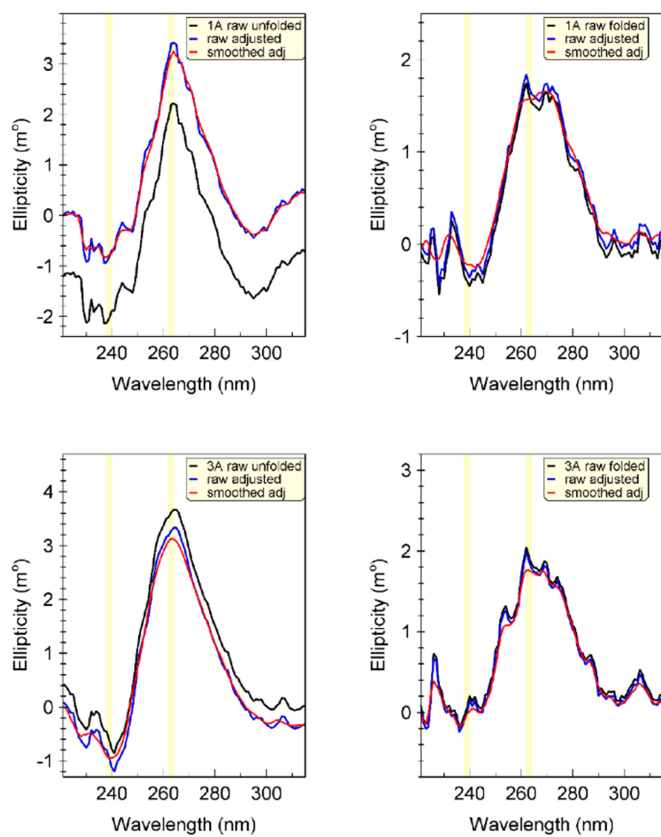 1A raw unfolded
raw adjusted
smoothed adj
3
2
1
0
-1
-2
Ellipticity (m°)
240 260 280 300
Wavelength (nm)
1A raw folded
raw adjusted
smoothed adj
2
1
0
-1
Ellipticity (m°)
240 260 280 300
Wavelength (nm)
3A raw unfolded
raw adjusted
smoothed adj
4
3
2
1
0
-1
Ellipticity (m°)
240 260 280 300
Wavelength (nm)
3A raw folded
raw adjusted
smoothed adj
3
2
1
0
Ellipticity (m°)
240 260 280 300
Wavelength (nm)